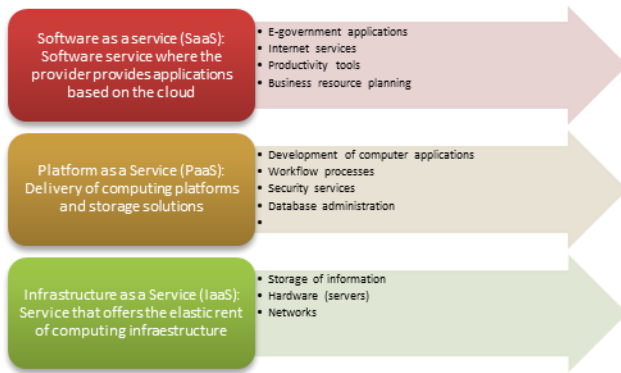 Software as a service (SaaS):
Software service where the
provider provides applications
based on the cloud
• E-government applications
• Internet services
• Productivity tools
• Business resource planning
Platform as a Service (PaaS):
Delivery of computing platforms
and storage solutions
• Development of computer applications
• Workflow processes
• Security services
• Database administration
•
Infrastructure as a Service (IaaS):
Service that offers the elastic rent
of computing infraestructure
• Storage of information
• Hardware (servers)
• Networks